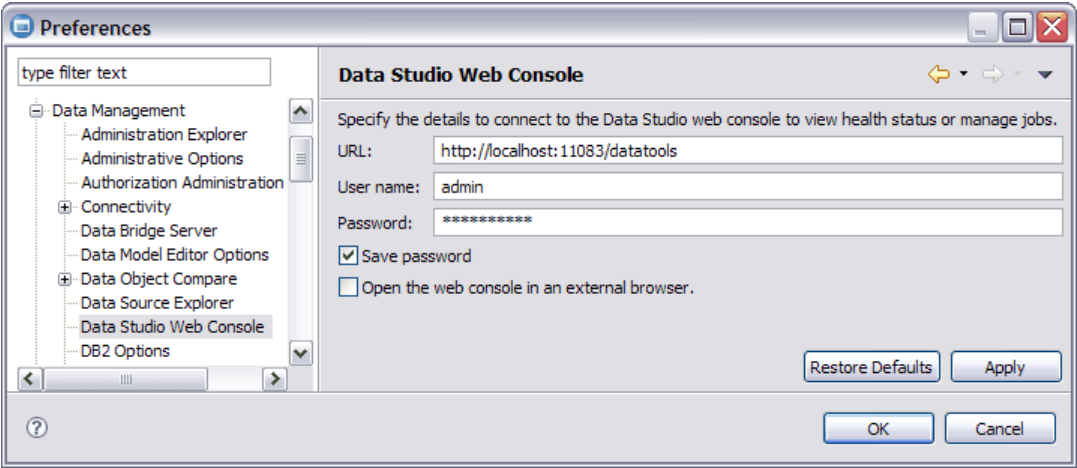 Preferences
type filter text
Data Management
Administration Explorer
Administrative Options
Authorization Administration
Connectivity
Data Bridge Server
Data Model Editor Options
Data Object Compare
Data Source Explorer
Data Studio Web Console
DB2 Options
Data Studio Web Console
Specify the details to connect to the Data Studio web console to view health status or manage jobs.
URL: http://localhost:11083/datatools
User name: admin
Password: **********
Save password
Open the web console in an external browser.
Restore Defaults Apply
? OK Cancel